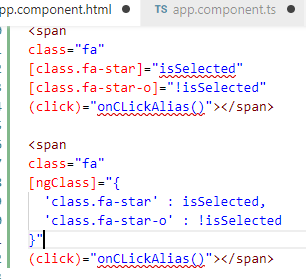 pp.component.html
TS app.component.ts
<span
class="fa"
[class.fa-star]="isSelected"
[class.fa-star-o]="!isSelected"
(click)="onCLickAlias()"></span>
<span
class="fa"
[ngClass]="{
'class.fa-star' : isSelected,
'class.fa-star-o' : !isSelected
}"
(click)="onCLickAlias()"></span>